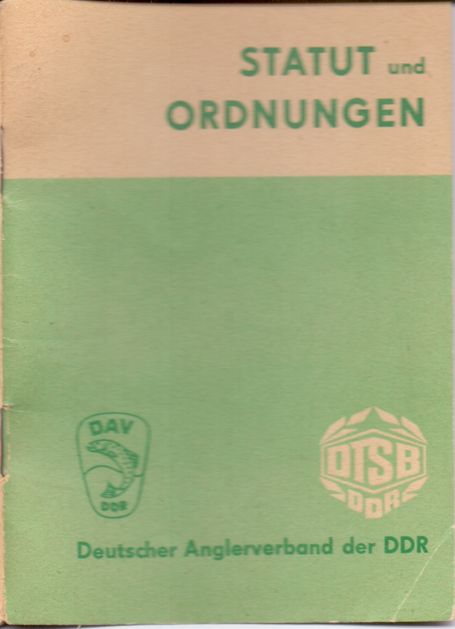 STATUT und
ORDNUNGEN
DAV
DDR
DTSB
DDR
Deutscher Anglerverband der DDR